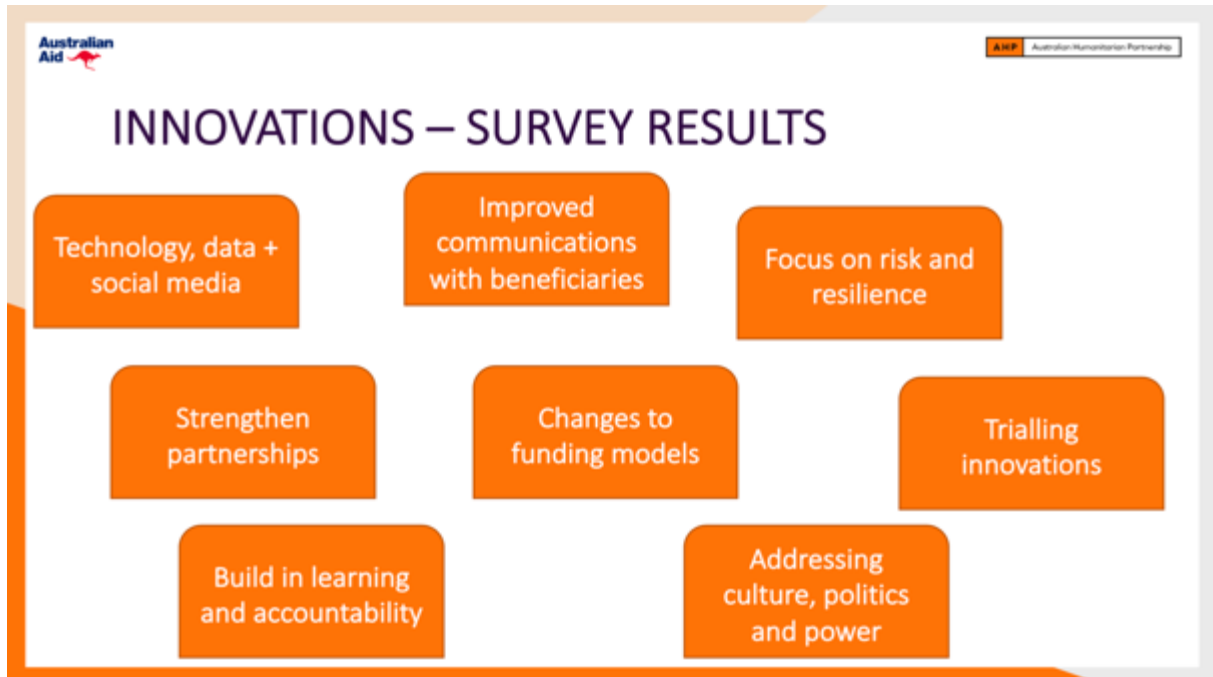 Australian
Aid
AHP Australian Humanitarian Partnership
INNOVATIONS – SURVEY RESULTS
Technology, data +
social media
Improved
communications
with beneficiaries
Focus on risk and
resilience
Strengthen
partnerships
Changes to
funding models
Trialling
innovations
Build in learning
and accountability
Addressing
culture, politics
and power